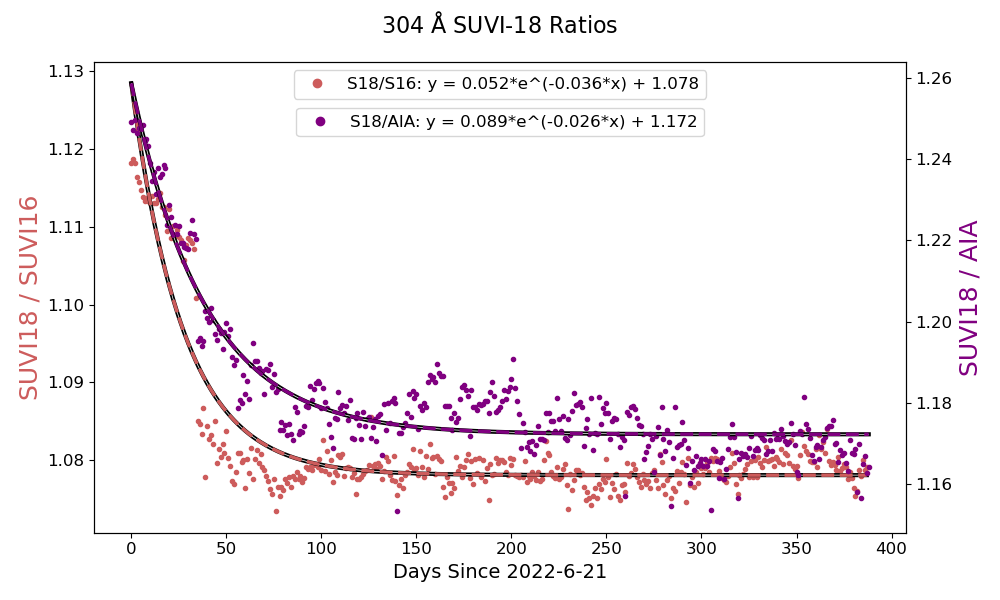 304 Å SUVI-18 Ratios
S18/S16: y = 0.052*e^(-0.036*x) + 1.078
S18/AIA: y = 0.089*e^(-0.026*x) + 1.172
SUVI18 / SUVI16
1.13
1.12
1.11
1.10
1.09
1.08
1.26
1.24
1.22
1.20
1.18
1.16
SUVI18 / AIA
0 50 100 150 200 250 300 350 400
Days Since 2022-6-21